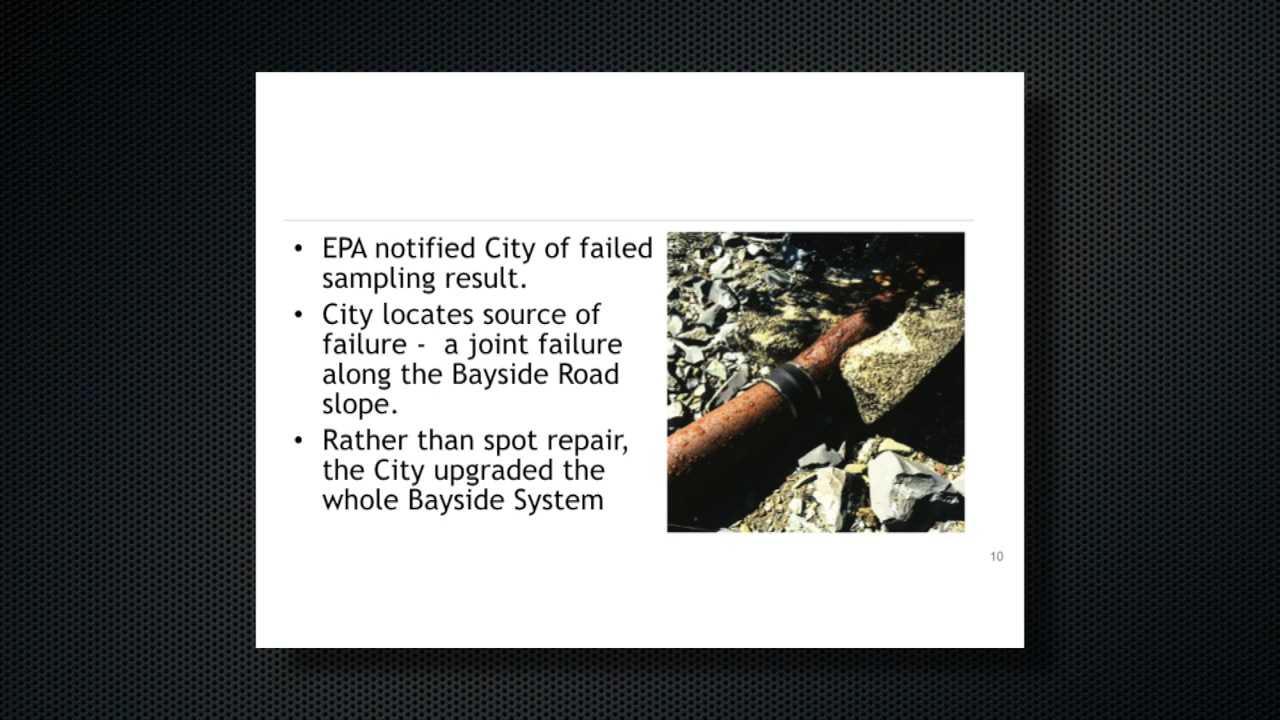 • EPA notified City of failed
sampling result.
• City locates source of
failure -  a joint failure
along the Bayside Road
slope.
• Rather than spot repair,
the City upgraded the
whole Bayside System
10